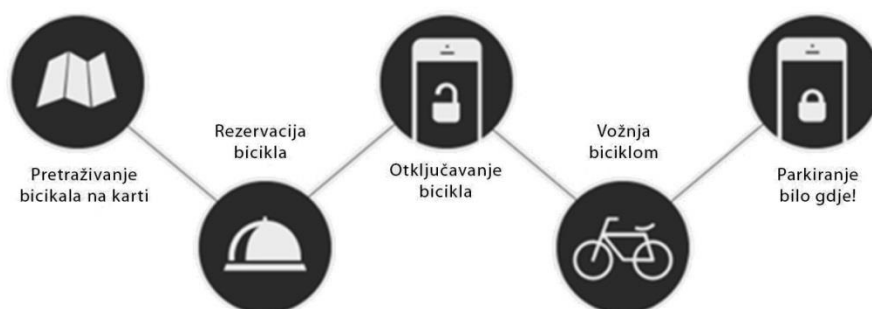 Pretraživanje
bicikala na karti
Rezervacija
bicikla
Otključavanje
bicikla
Vožnja
biciklom
Parkiranje
bilo gdje!